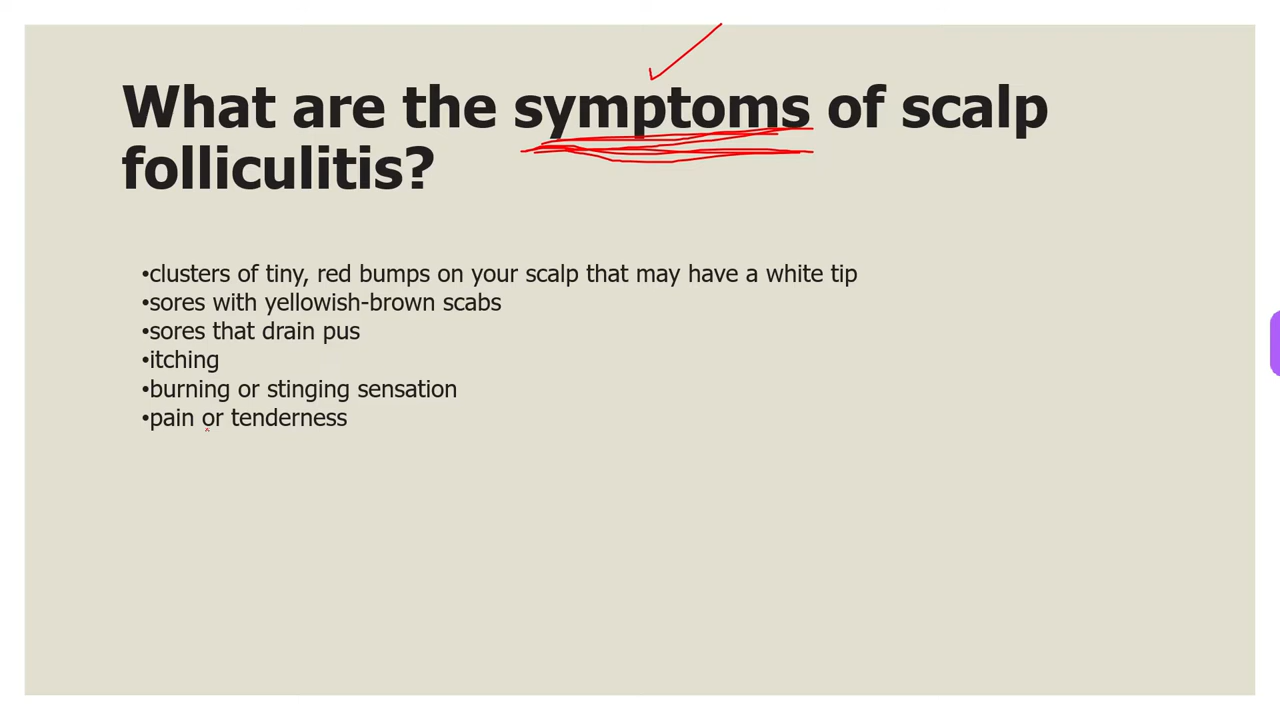 What are the symptoms of scalp
folliculitis?
•clusters of tiny, red bumps on your scalp that may have a white tip
•sores with yellowish-brown scabs
•sores that drain pus
•itching
•burning or stinging sensation
•pain or tenderness